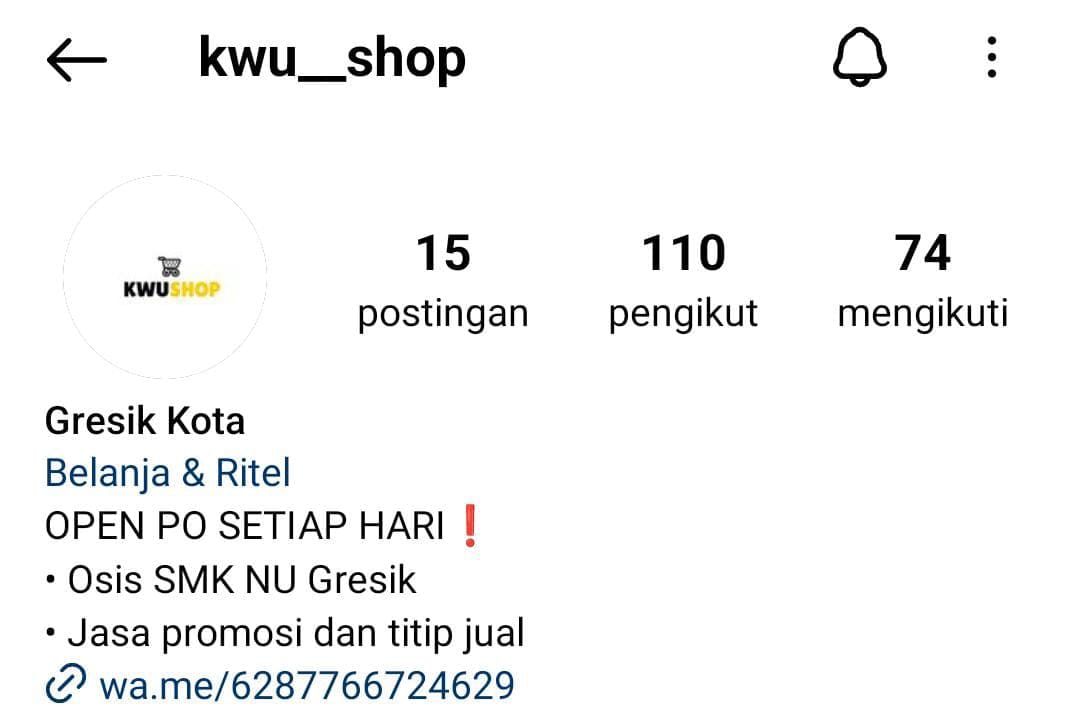 kwu__shop
KWUSHOP
15 110 74
postingan pengikut mengikuti
Gresik Kota
Belanja & Ritel
OPEN PO SETIAP HARI❗
• Osis SMK NU Gresik
• Jasa promosi dan titip jual
wa.me/6287766724629